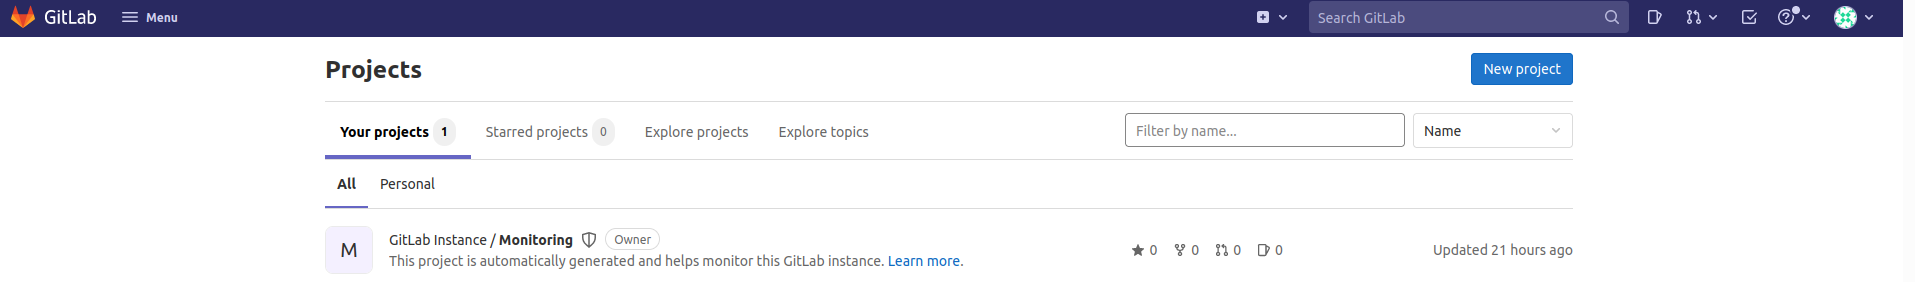 GitLab Menu Search GitLab
Projects New project
Your projects 1 Starred projects 0 Explore projects Explore topics Filter by name... Name
All Personal
M
GitLab Instance / Monitoring Owner
This project is automatically generated and helps monitor this GitLab instance. Learn more.
0 0 0 0 Updated 21 hours ago